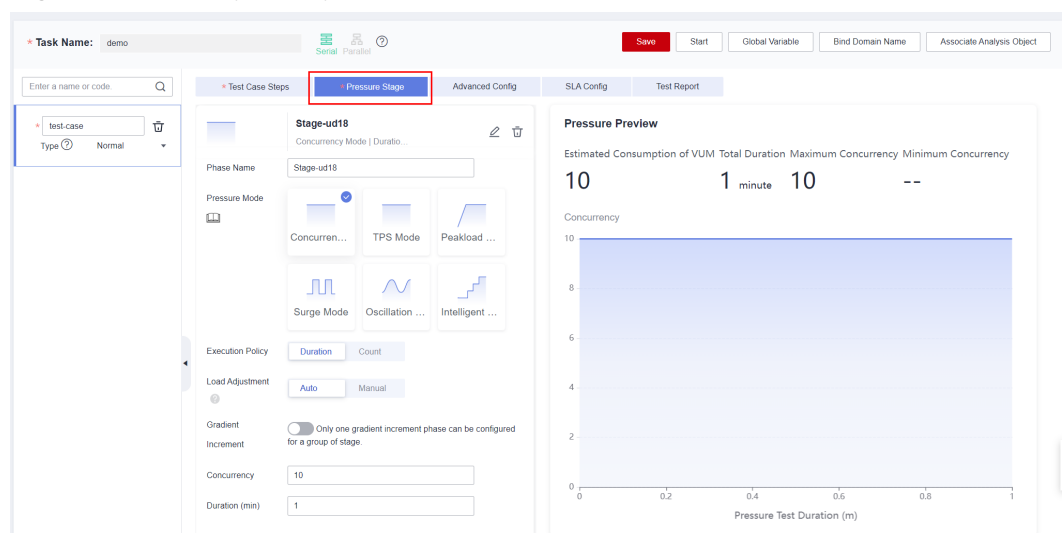 * Task Name: demo Serial Parallel Save Start Global Variable Bind Domain Name Associate Analysis Object
Enter a name or code. * Test Case Steps * Pressure Stage Advanced Config SLA Config Test Report
* test-case
Type Normal
Stage-ud18
Concurrency Mode | Duratio...
Phase Name Stage-ud18
Pressure Mode
Concurren... TPS Mode Peakload ...
Surge Mode Oscillation ... Intelligent ...
Execution Policy Duration Count
Load Adjustment Auto Manual
Gradient Increment Only one gradient increment phase can be configured
for a group of stage.
Concurrency 10
Duration (min) 1
Pressure Preview
Estimated Consumption of VUM Total Duration Maximum Concurrency Minimum Concurrency
10 1 minute 10 --
Concurrency
10
8
6
4
2
0
0 0.2 0.4 0.6 0.8 1
Pressure Test Duration (m)